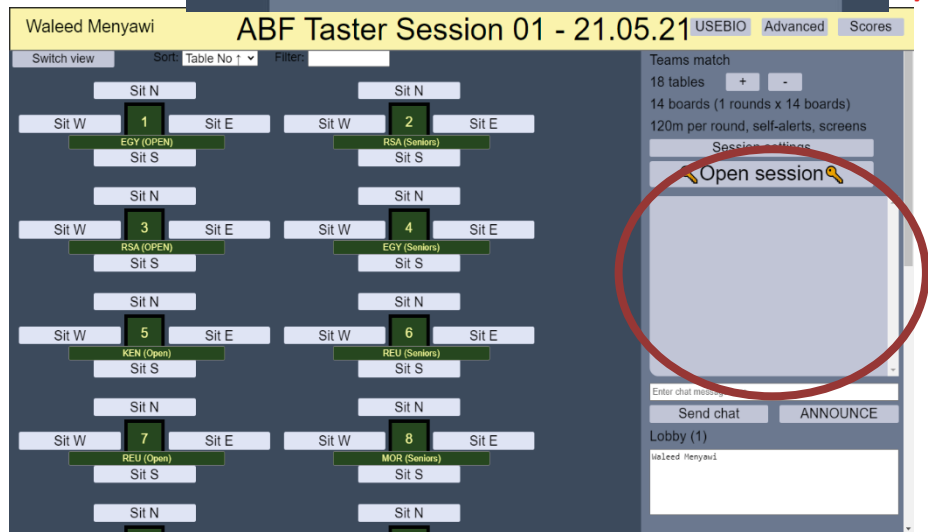 Waleed Menyawi
ABF Taster Session 01 - 21.05.21
USEBIO Advanced Scores
Switch view Sort: Table No ↑ Filter:
Sit N Sit N
Sit W 1 Sit E Sit W 2 Sit E
EGY (OPEN) RSA (Seniors)
Sit S Sit S
Sit N Sit N
Sit W 3 Sit E Sit W 4 Sit E
RSA (OPEN) EGY (Seniors)
Sit S Sit S
Sit N Sit N
Sit W 5 Sit E Sit W 6 Sit E
KEN (Open) REU (Seniors)
Sit S Sit S
Sit N Sit N
Sit W 7 Sit E Sit W 8 Sit E
REU (Open) MOR (Seniors)
Sit S Sit S
Sit N Sit N
Teams match
18 tables + -
14 boards (1 rounds x 14 boards)
120m per round, self-alerts, screens
Session settings
Open session
Enter chat message
Send chat ANNOUNCE
Lobby (1)
Waleed Menyawi